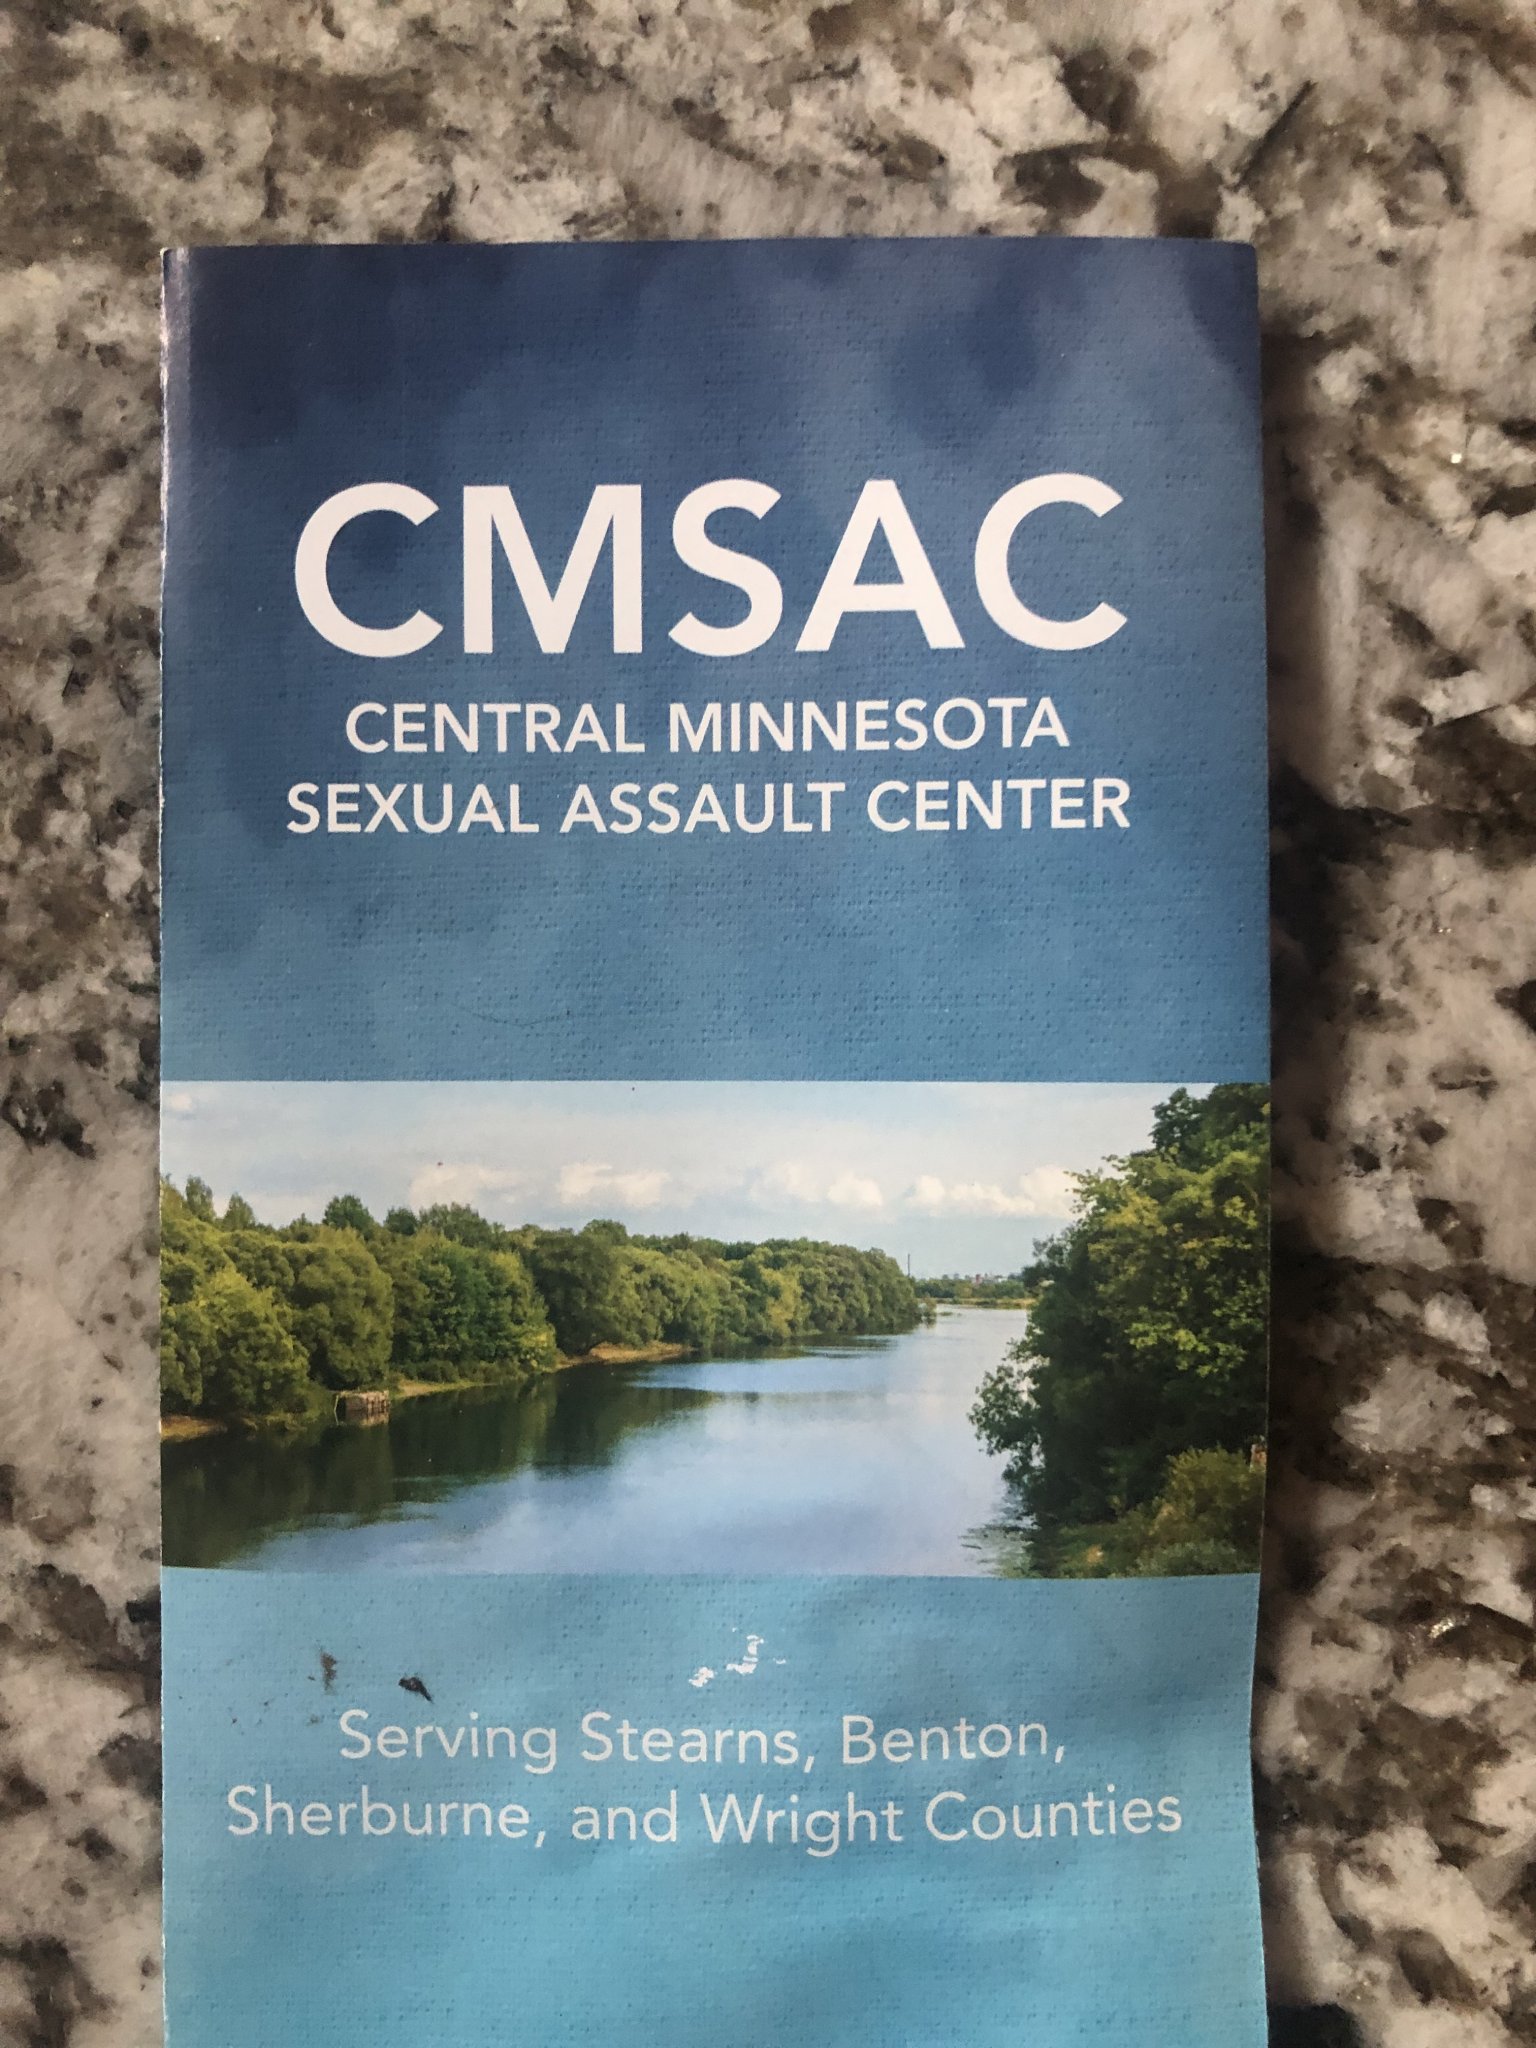 CMSAC
CENTRAL MINNESOTA
SEXUAL ASSAULT CENTER
Serving Stearns, Benton,
Sherburne, and Wright Counties